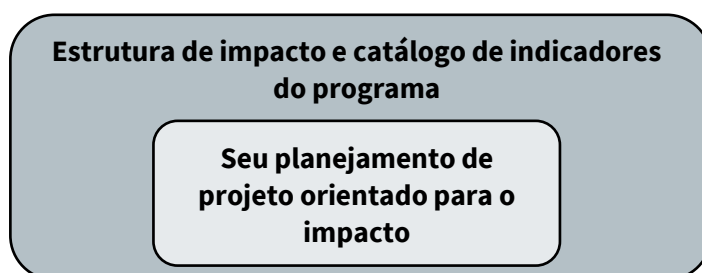 Estrutura de impacto e catálogo de indicadores
do programa
Seu planejamento de
projeto orientado para o
impacto